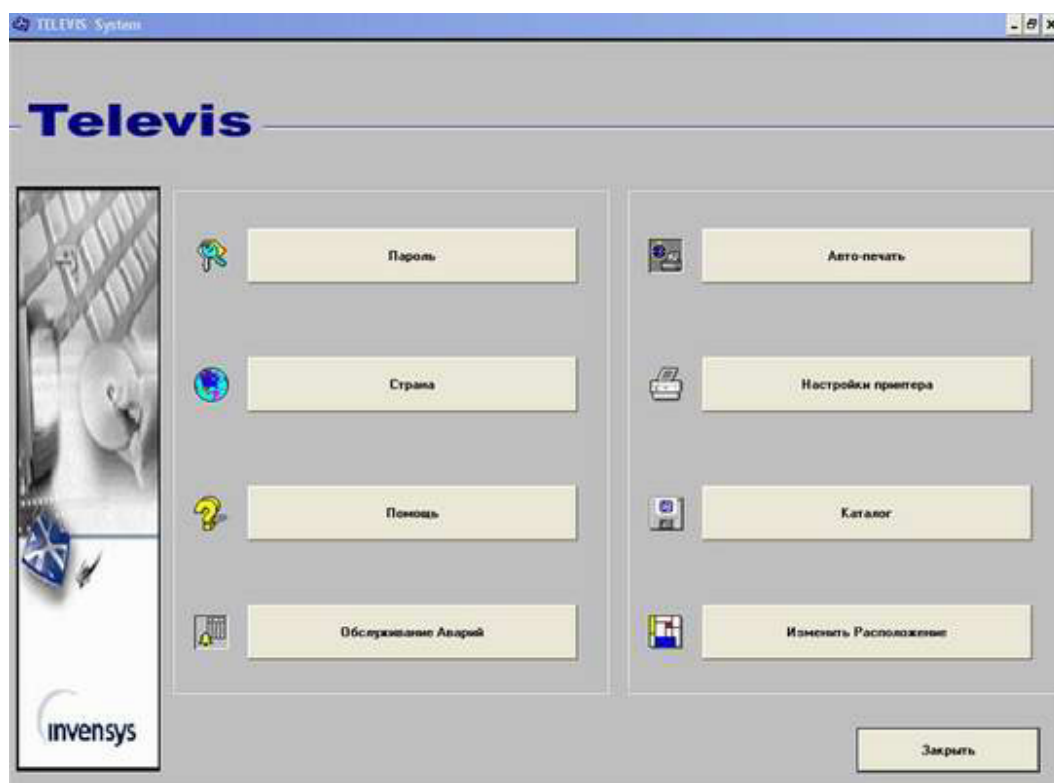 TELEVIS System
Televis
Пароль
Страна
Помощь
Обслуживание Аварий
Авто-печать
Настройки принтера
Каталог
Изменить Расположение
invensys
Закрыть